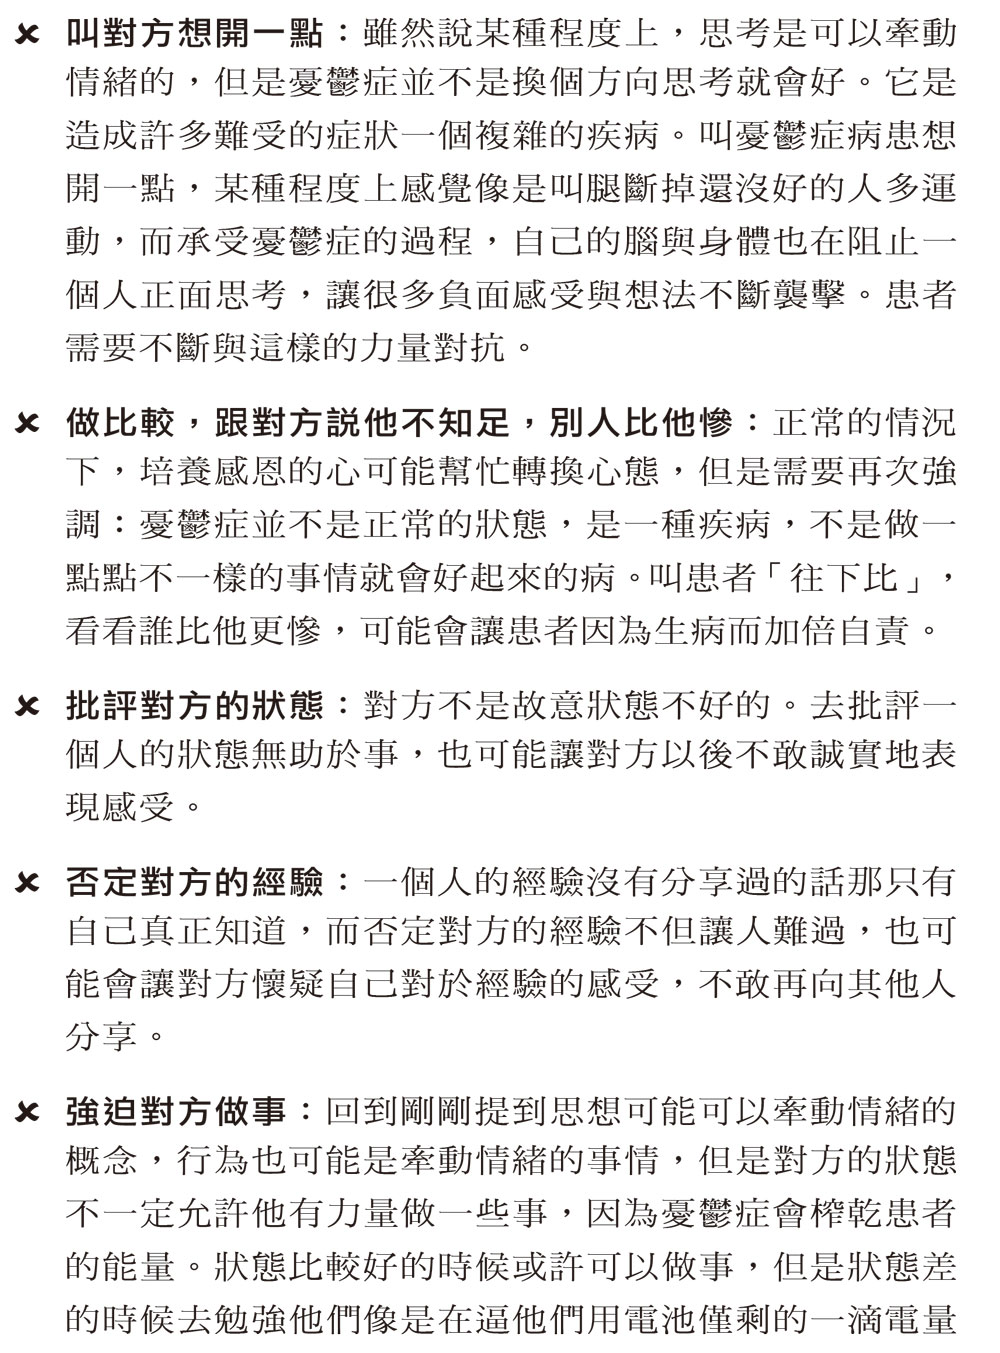 ✖ 叫對方想開一點：雖然說某種程度上，思考是可以牽動
情緒的，但是憂鬱症並不是換個方向思考就會好。它是
造成許多難受的症狀一個複雜的疾病。叫憂鬱症病患想
開一點，某種程度上感覺像是叫腿斷掉還沒好的人多運
動，而承受憂鬱症的過程，自己的腦與身體也在阻止一
個人正面思考，讓很多負面感受與想法不斷襲擊。患者
需要不斷與這樣的力量對抗。
✖ 做比較，跟對方説他不知足，別人比他慘：正常的情況
下，培養感恩的心可能幫忙轉換心態，但是需要再次強
調：憂鬱症並不是正常的狀態，是一種疾病，不是做一
點點不一樣的事情就會好起來的病。叫患者「往下比」，
看看誰比他更慘，可能會讓患者因為生病而加倍自責。
✖ 批評對方的狀態：對方不是故意狀態不好的。去批評一
個人的狀態無助於事，也可能讓對方以後不敢誠實地表
現感受。
✖ 否定對方的經驗：一個人的經驗沒有分享過的話那只有
自己真正知道，而否定對方的經驗不但讓人難過，也可
能會讓對方懷疑自己對於經驗的感受，不敢再向其他人
分享。
✖ 強迫對方做事：回到剛剛提到思想可能可以牽動情緒的
概念，行為也可能是牽動情緒的事情，但是對方的狀態
不一定允許他有力量做一些事，因為憂鬱症會榨乾患者
的能量。狀態比較好的時候或許可以做事，但是狀態差
的時候去勉強他們像是在逼他們用電池僅剩的一滴電量